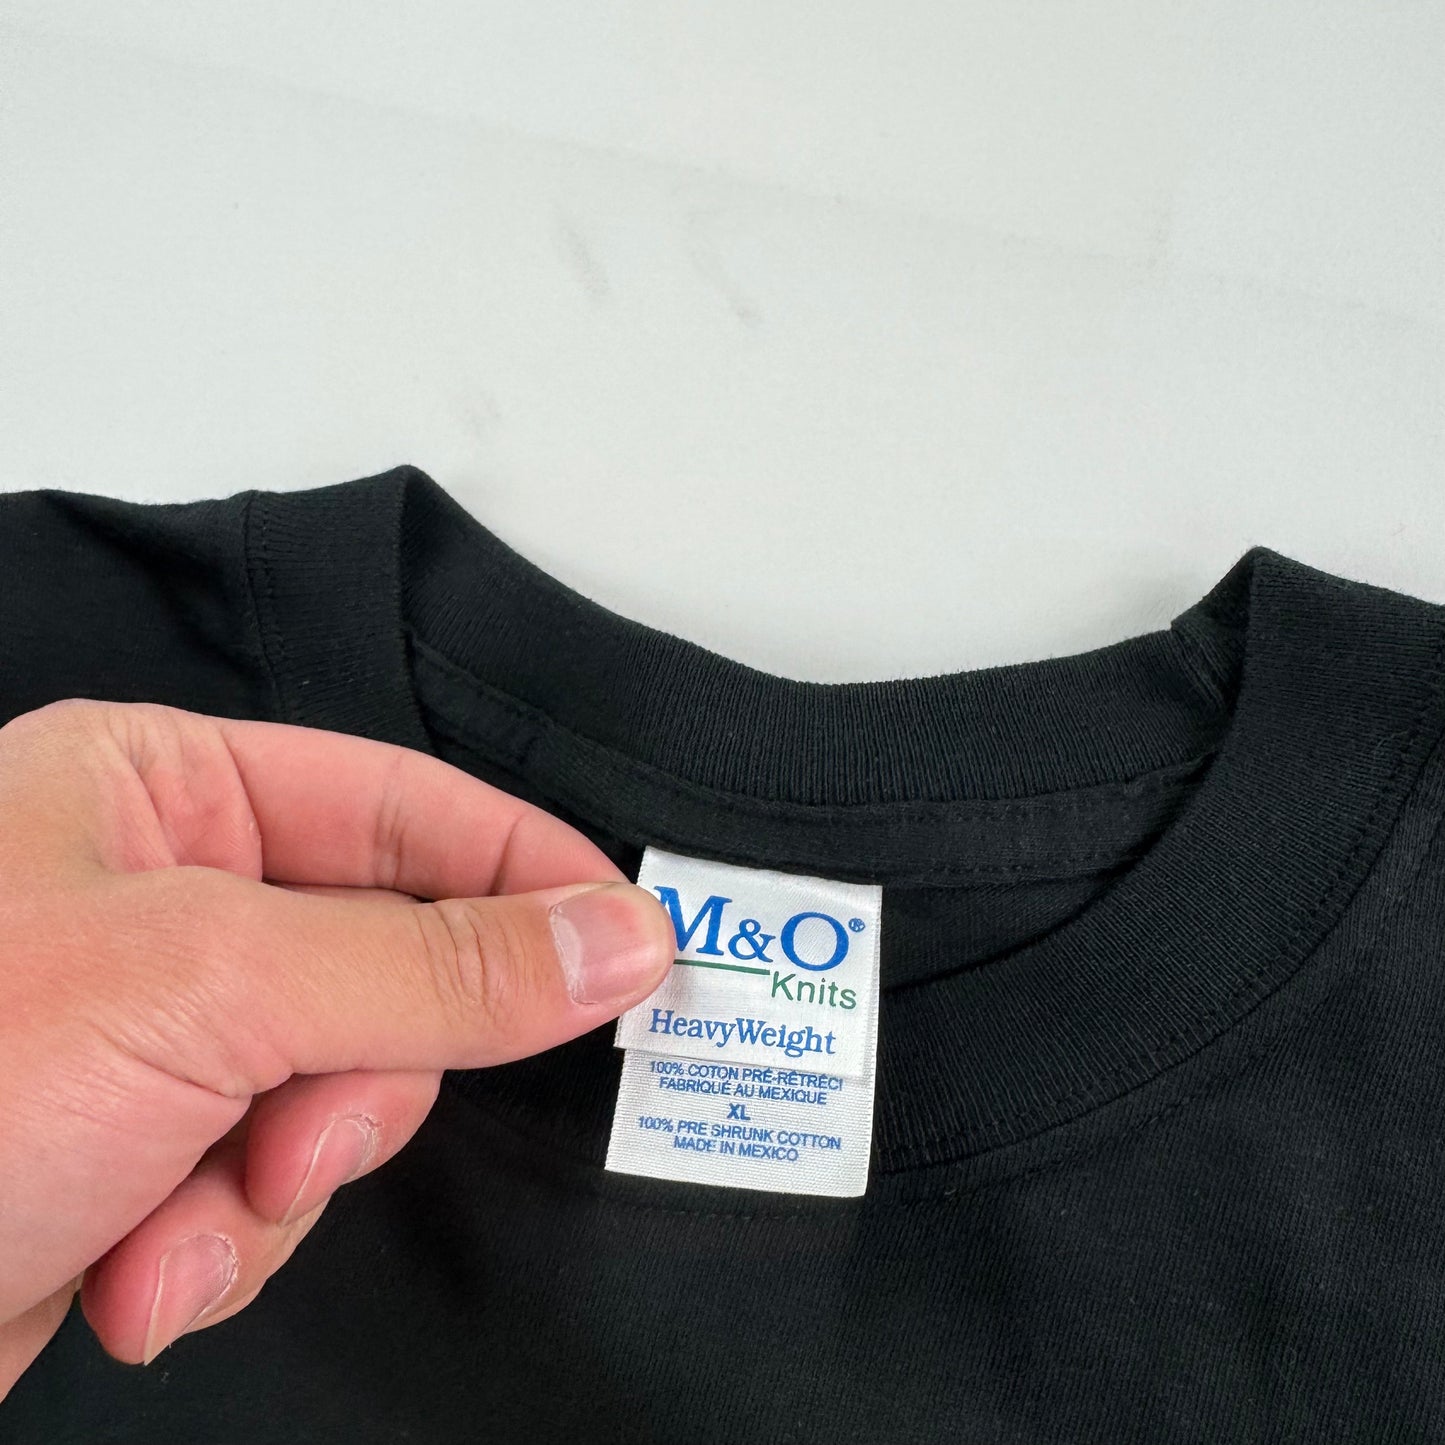 M&O®
Knits
HeavyWeight
100% COTON PRÉ-RÉTRÉCI
FABRIQUÉ AU MEXIQUE
XL
100% PRE SHRUNK COTTON
MADE IN MEXICO